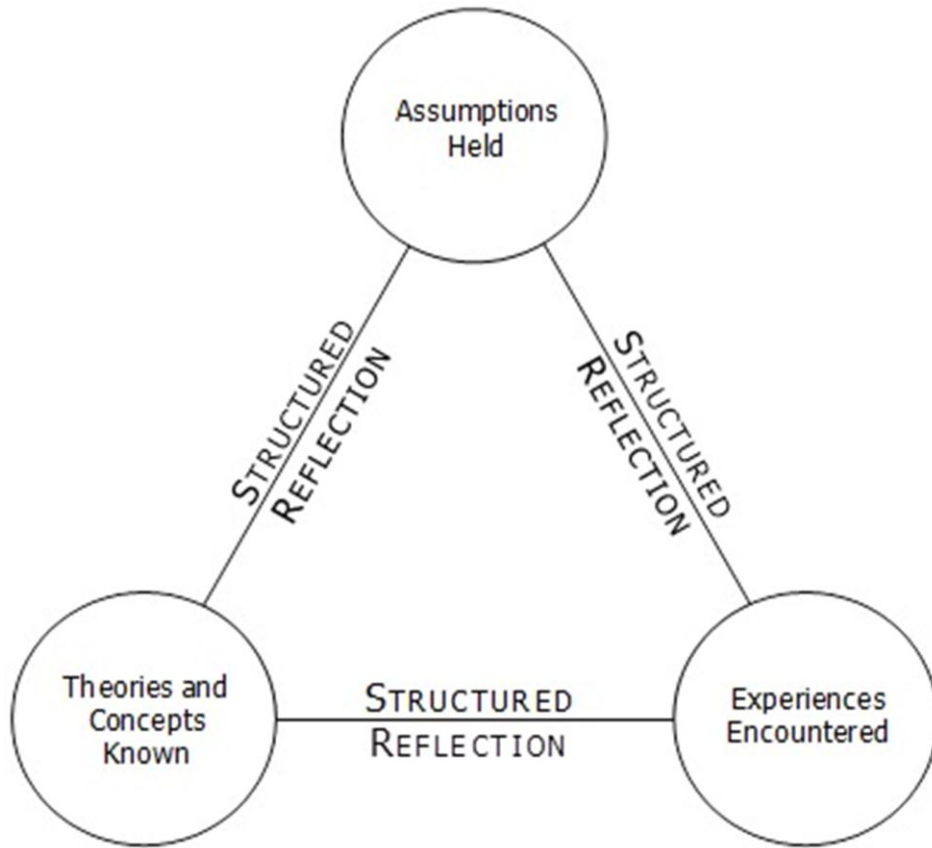 Assumptions
Held
STRUCTURED
REFLECTION
STRUCTURED
REFLECTION
Theories and
Concepts
Known
STRUCTURED
REFLECTION
Experiences
Encountered